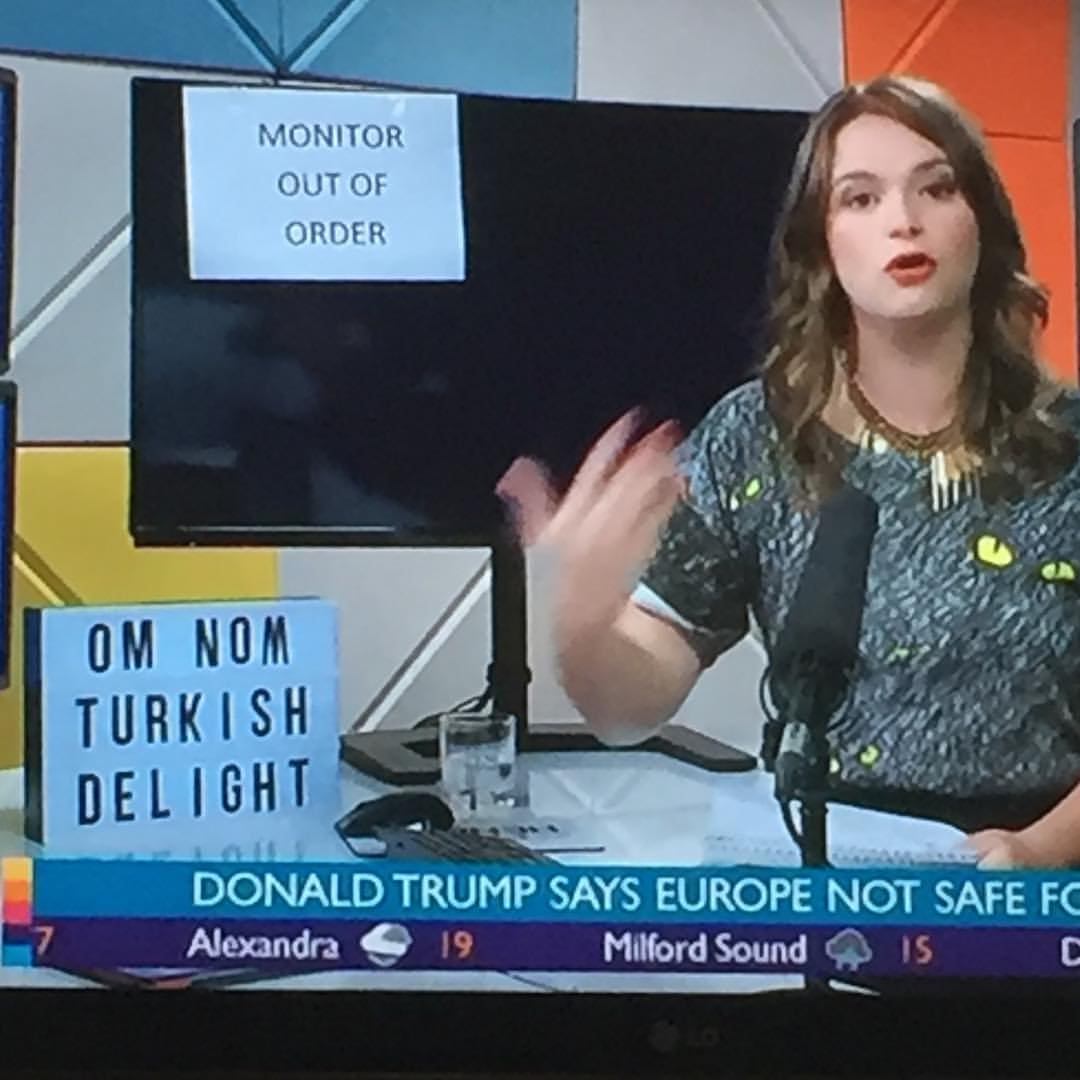 MONITOR
OUT OF
ORDER
OM NOM
TURKISH
DELIGHT
DONALD TRUMP SAYS EUROPE NOT SAFE FO
7 Alexandra 19 Milford Sound 15 D
LG